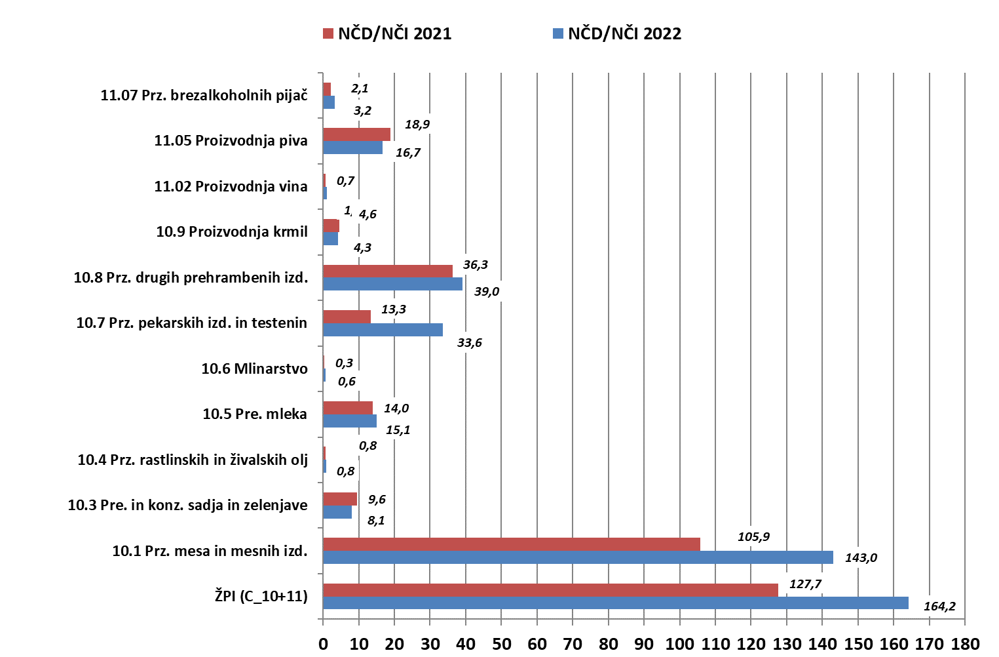 NČD/NČI 2021 NČD/NČI 2022
11.07 Prz. brezalkoholnih pijač 2,1
3,2
11.05 Proizvodnja piva 18,9
16,7
11.02 Proizvodnja vina 0,7
1,
10.9 Proizvodnja krmil 4,6
4,3
10.8 Prz. drugih prehrambenih izd. 36,3
39,0
10.7 Prz. pekarskih izd. in testenin 13,3
33,6
10.6 Mlinarstvo 0,3
0,6
10.5 Pre. mleka 14,0
15,1
10.4 Prz. rastlinskih in živalskih olj 0,8
0,8
10.3 Pre. in konz. sadja in zelenjave 9,6
8,1
10.1 Prz. mesa in mesnih izd. 105,9
143,0
ŽPI (C_10+11) 127,7
164,2
0 10 20 30 40 50 60 70 80 90 100 110 120 130 140 150 160 170 180